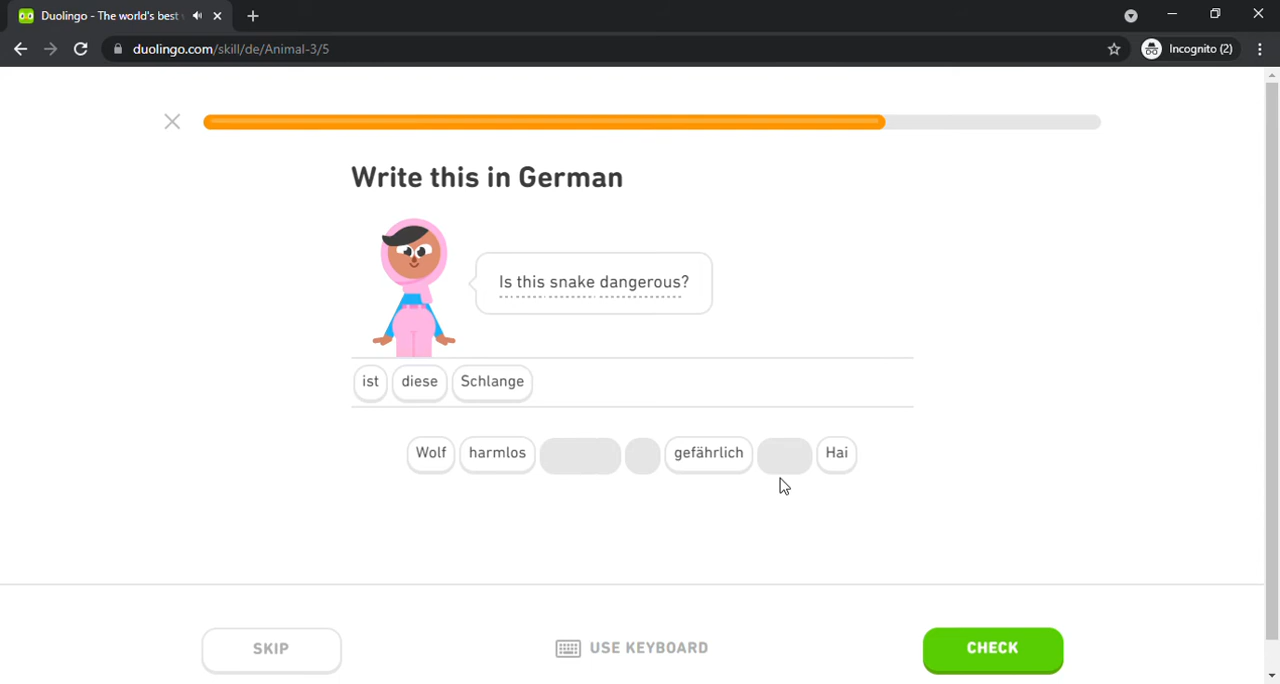 Duolingo - The world's best
duolingo.com/skill/de/Animal-3/5
Incognito (2)
Write this in German
Is this snake dangerous?
ist diese Schlange
Wolf harmlos gefährlich Hai
SKIP USE KEYBOARD CHECK